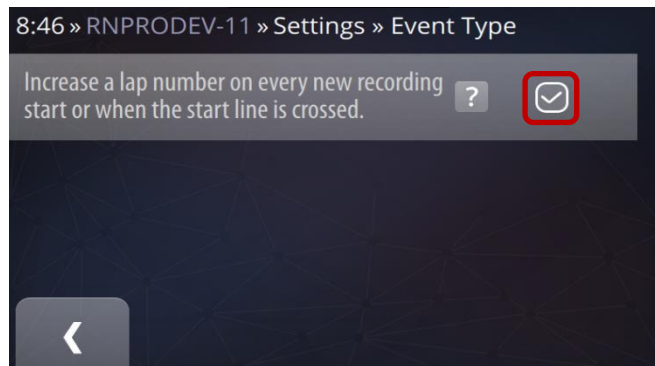 8:46 » RNPRODEV-11 » Settings » Event Type
Increase a lap number on every new recording
start or when the start line is crossed.
?